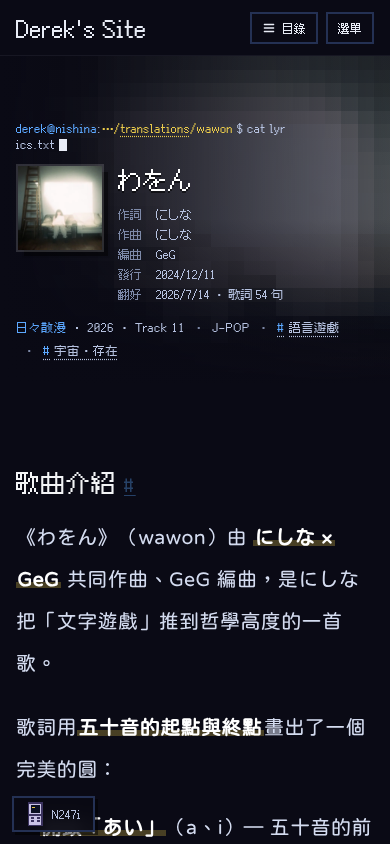 Derek's Site
☰ 目錄
選單
derek@nishina:⋯/translations/wawon $ cat lyr
ics.txt
わをん
作詞 にしな
作曲 にしな
編曲 GeG
發行 2024/12/11
翻好 2026/7/14 · 歌詞 54 句
日々散漫 · 2026 · Track 11 · J-POP · # 語言遊戲
· # 宇宙・存在
歌曲介紹 #
《わをん》（wawon）由 にしな ×
GeG 共同作曲、GeG 編曲，是にしな
把「文字遊戲」推到哲學高度的一首
歌。
歌詞用五十音的起點與終點畫出了一個
完美的圓：
「あい」（a、i）— 五十音的前
N247i